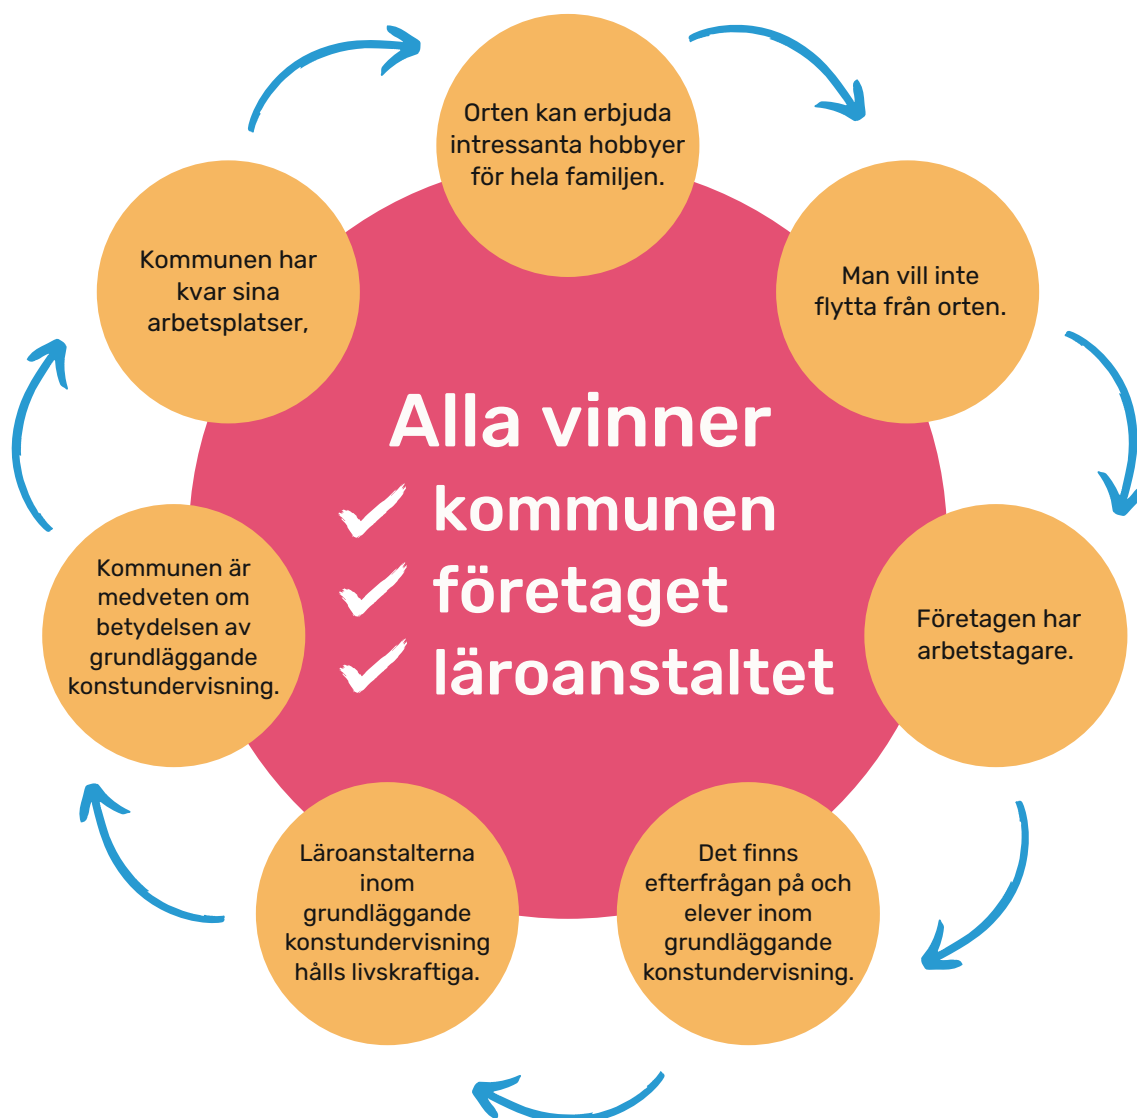 Orten kan erbjuda
intressanta hobbyer
för hela familjen.
Man vill inte
flytta från orten.
Företagen har
arbetstagare.
Det finns
efterfrågan på och
elever inom
grundläggande
konstundervisning.
Läroanstalterna
inom
grundläggande
konstundervisning
hålls livskraftiga.
Kommunen är
medveten om
betydelsen av
grundläggande
konstundervisning.
Kommunen har
kvar sina
arbetsplatser,
Alla vinner
kommunen
företaget
läroanstaltet